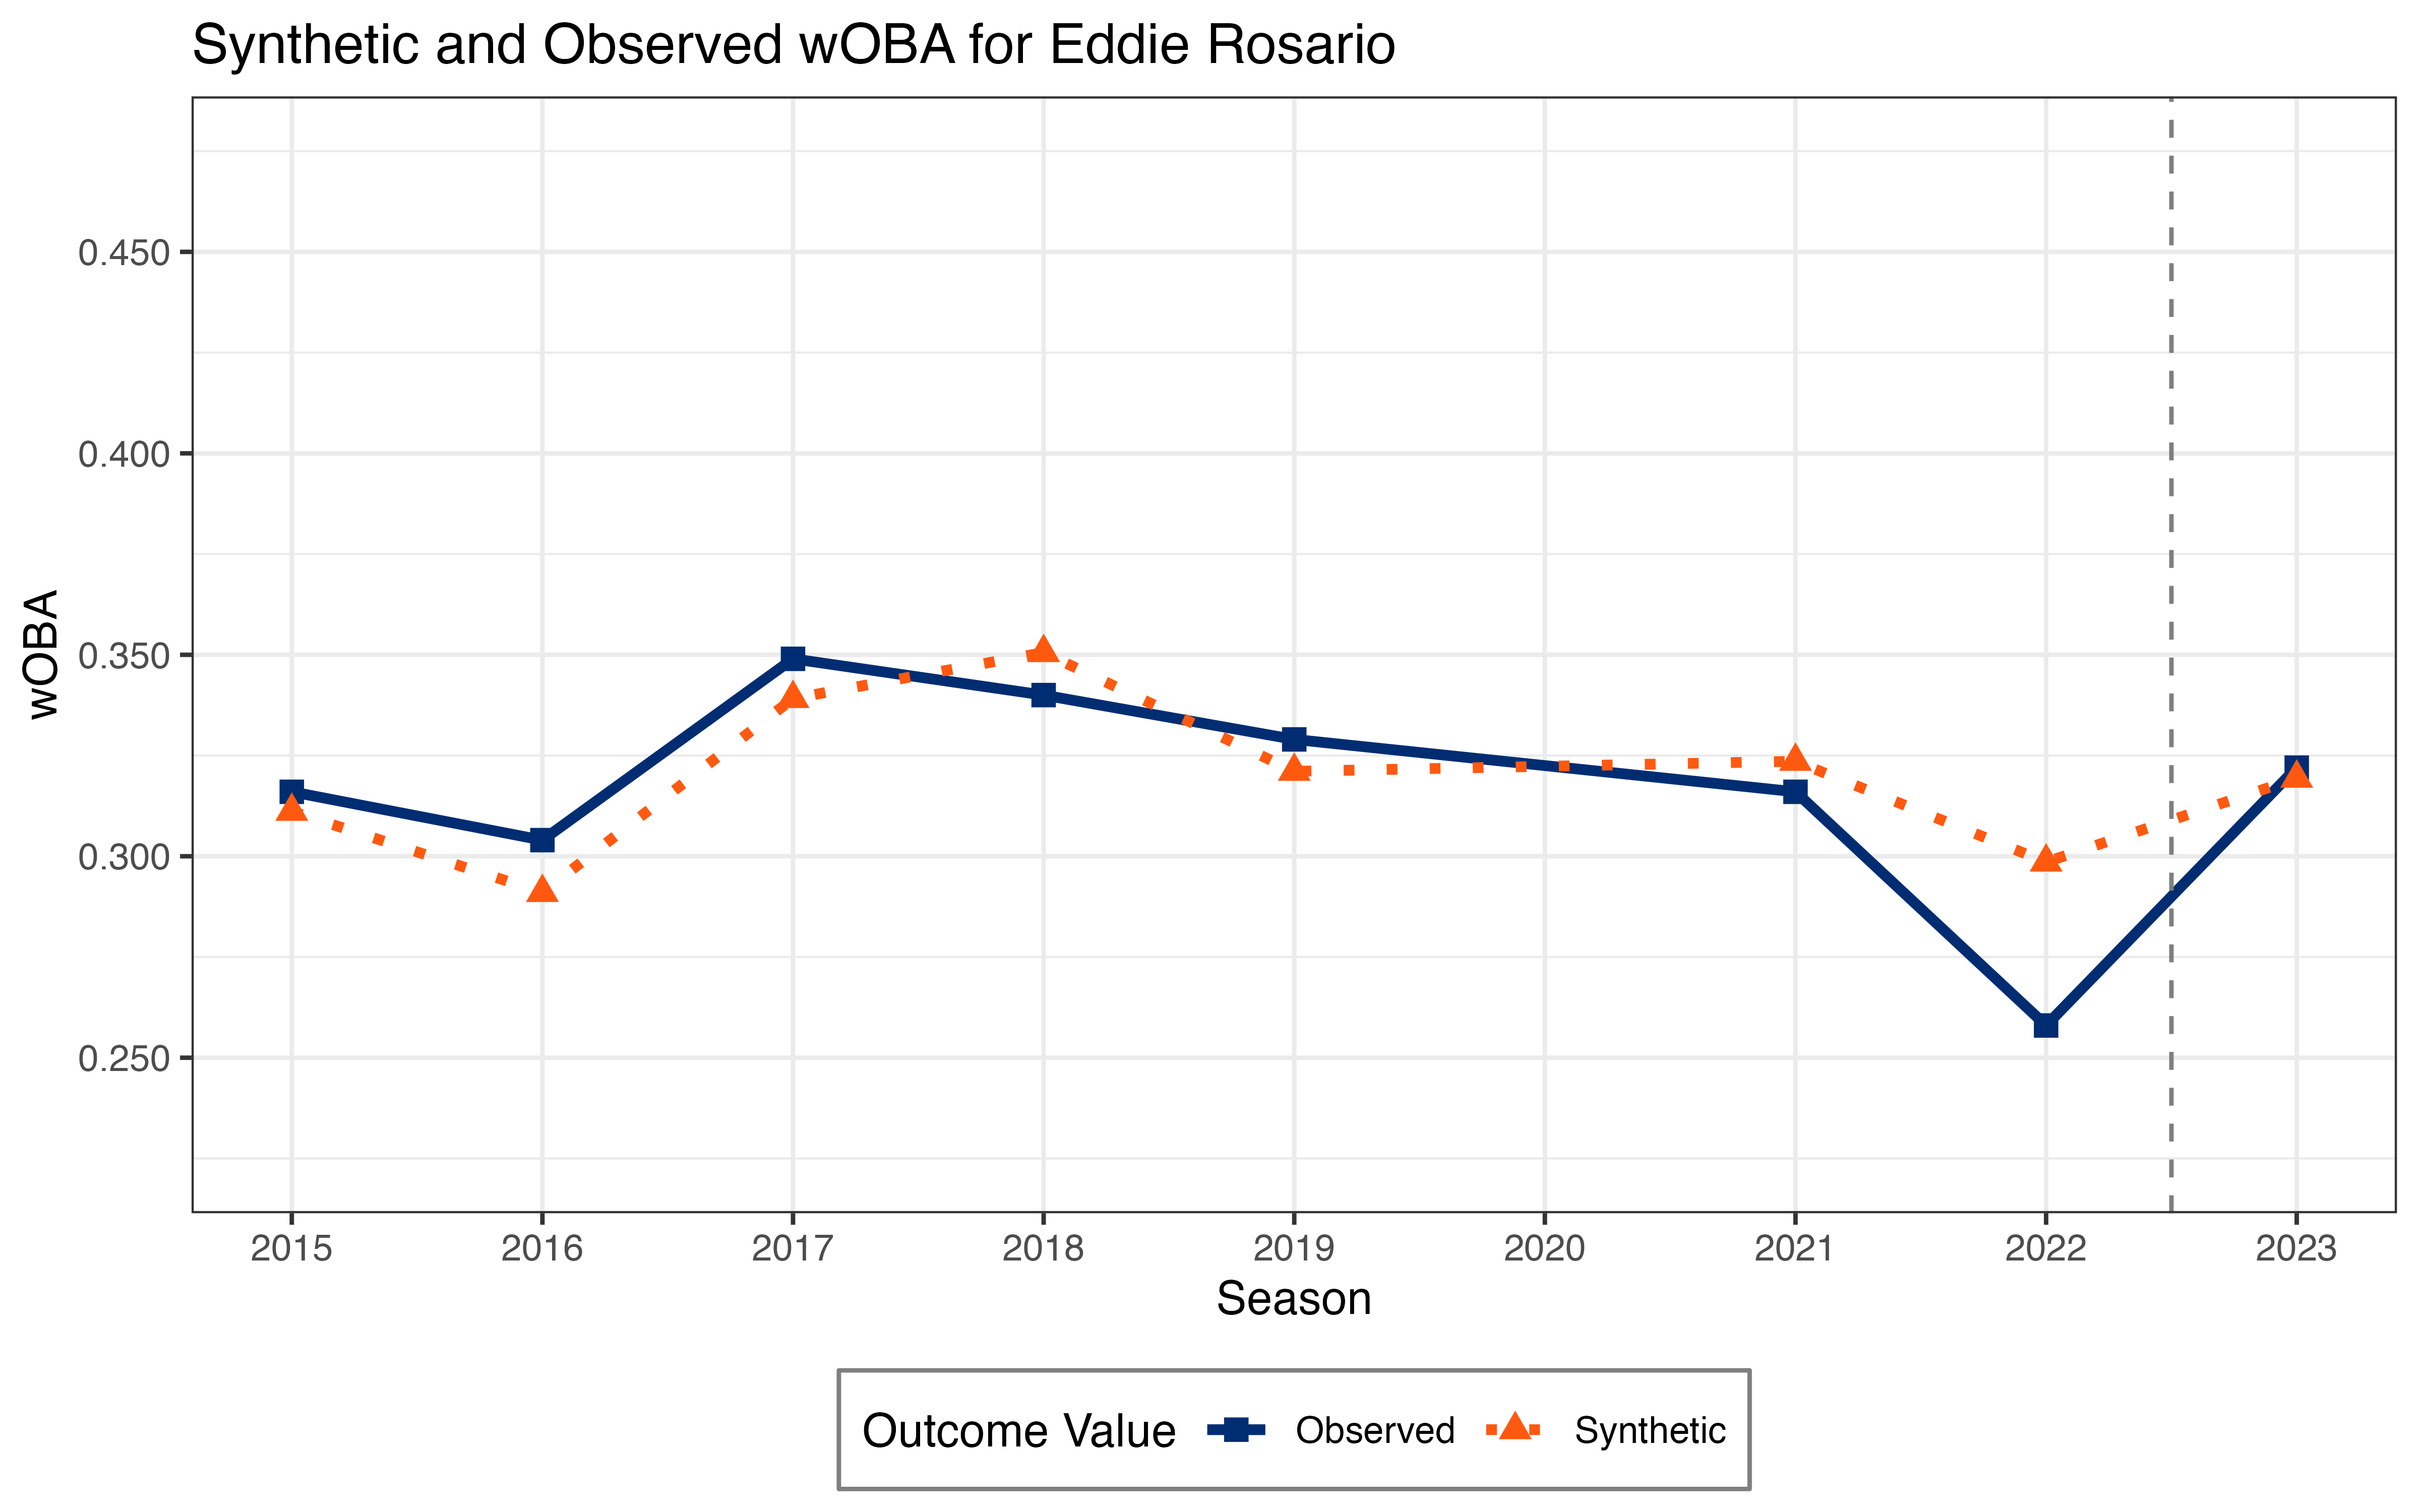 Synthetic and Observed wOBA for Eddie Rosario
wOBA
0.450
0.400
0.350
0.300
0.250
2015 2016 2017 2018 2019 2020 2021 2022 2023
Season
Outcome Value Observed Synthetic